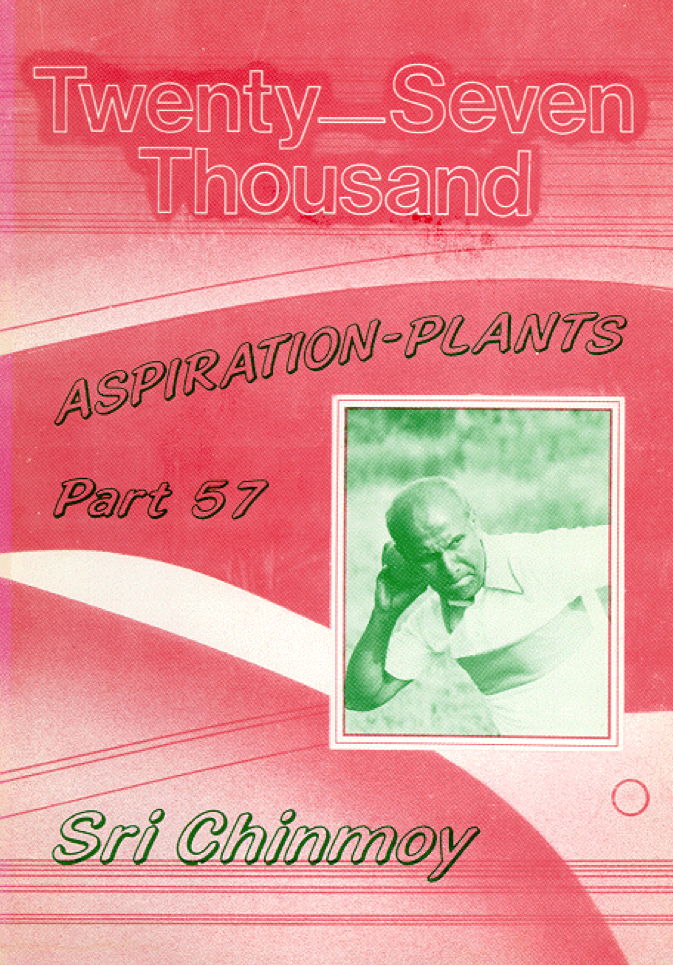 Twenty—Seven
Thousand
ASPIRATION-PLANTS
Part 57
Sri Chinmoy